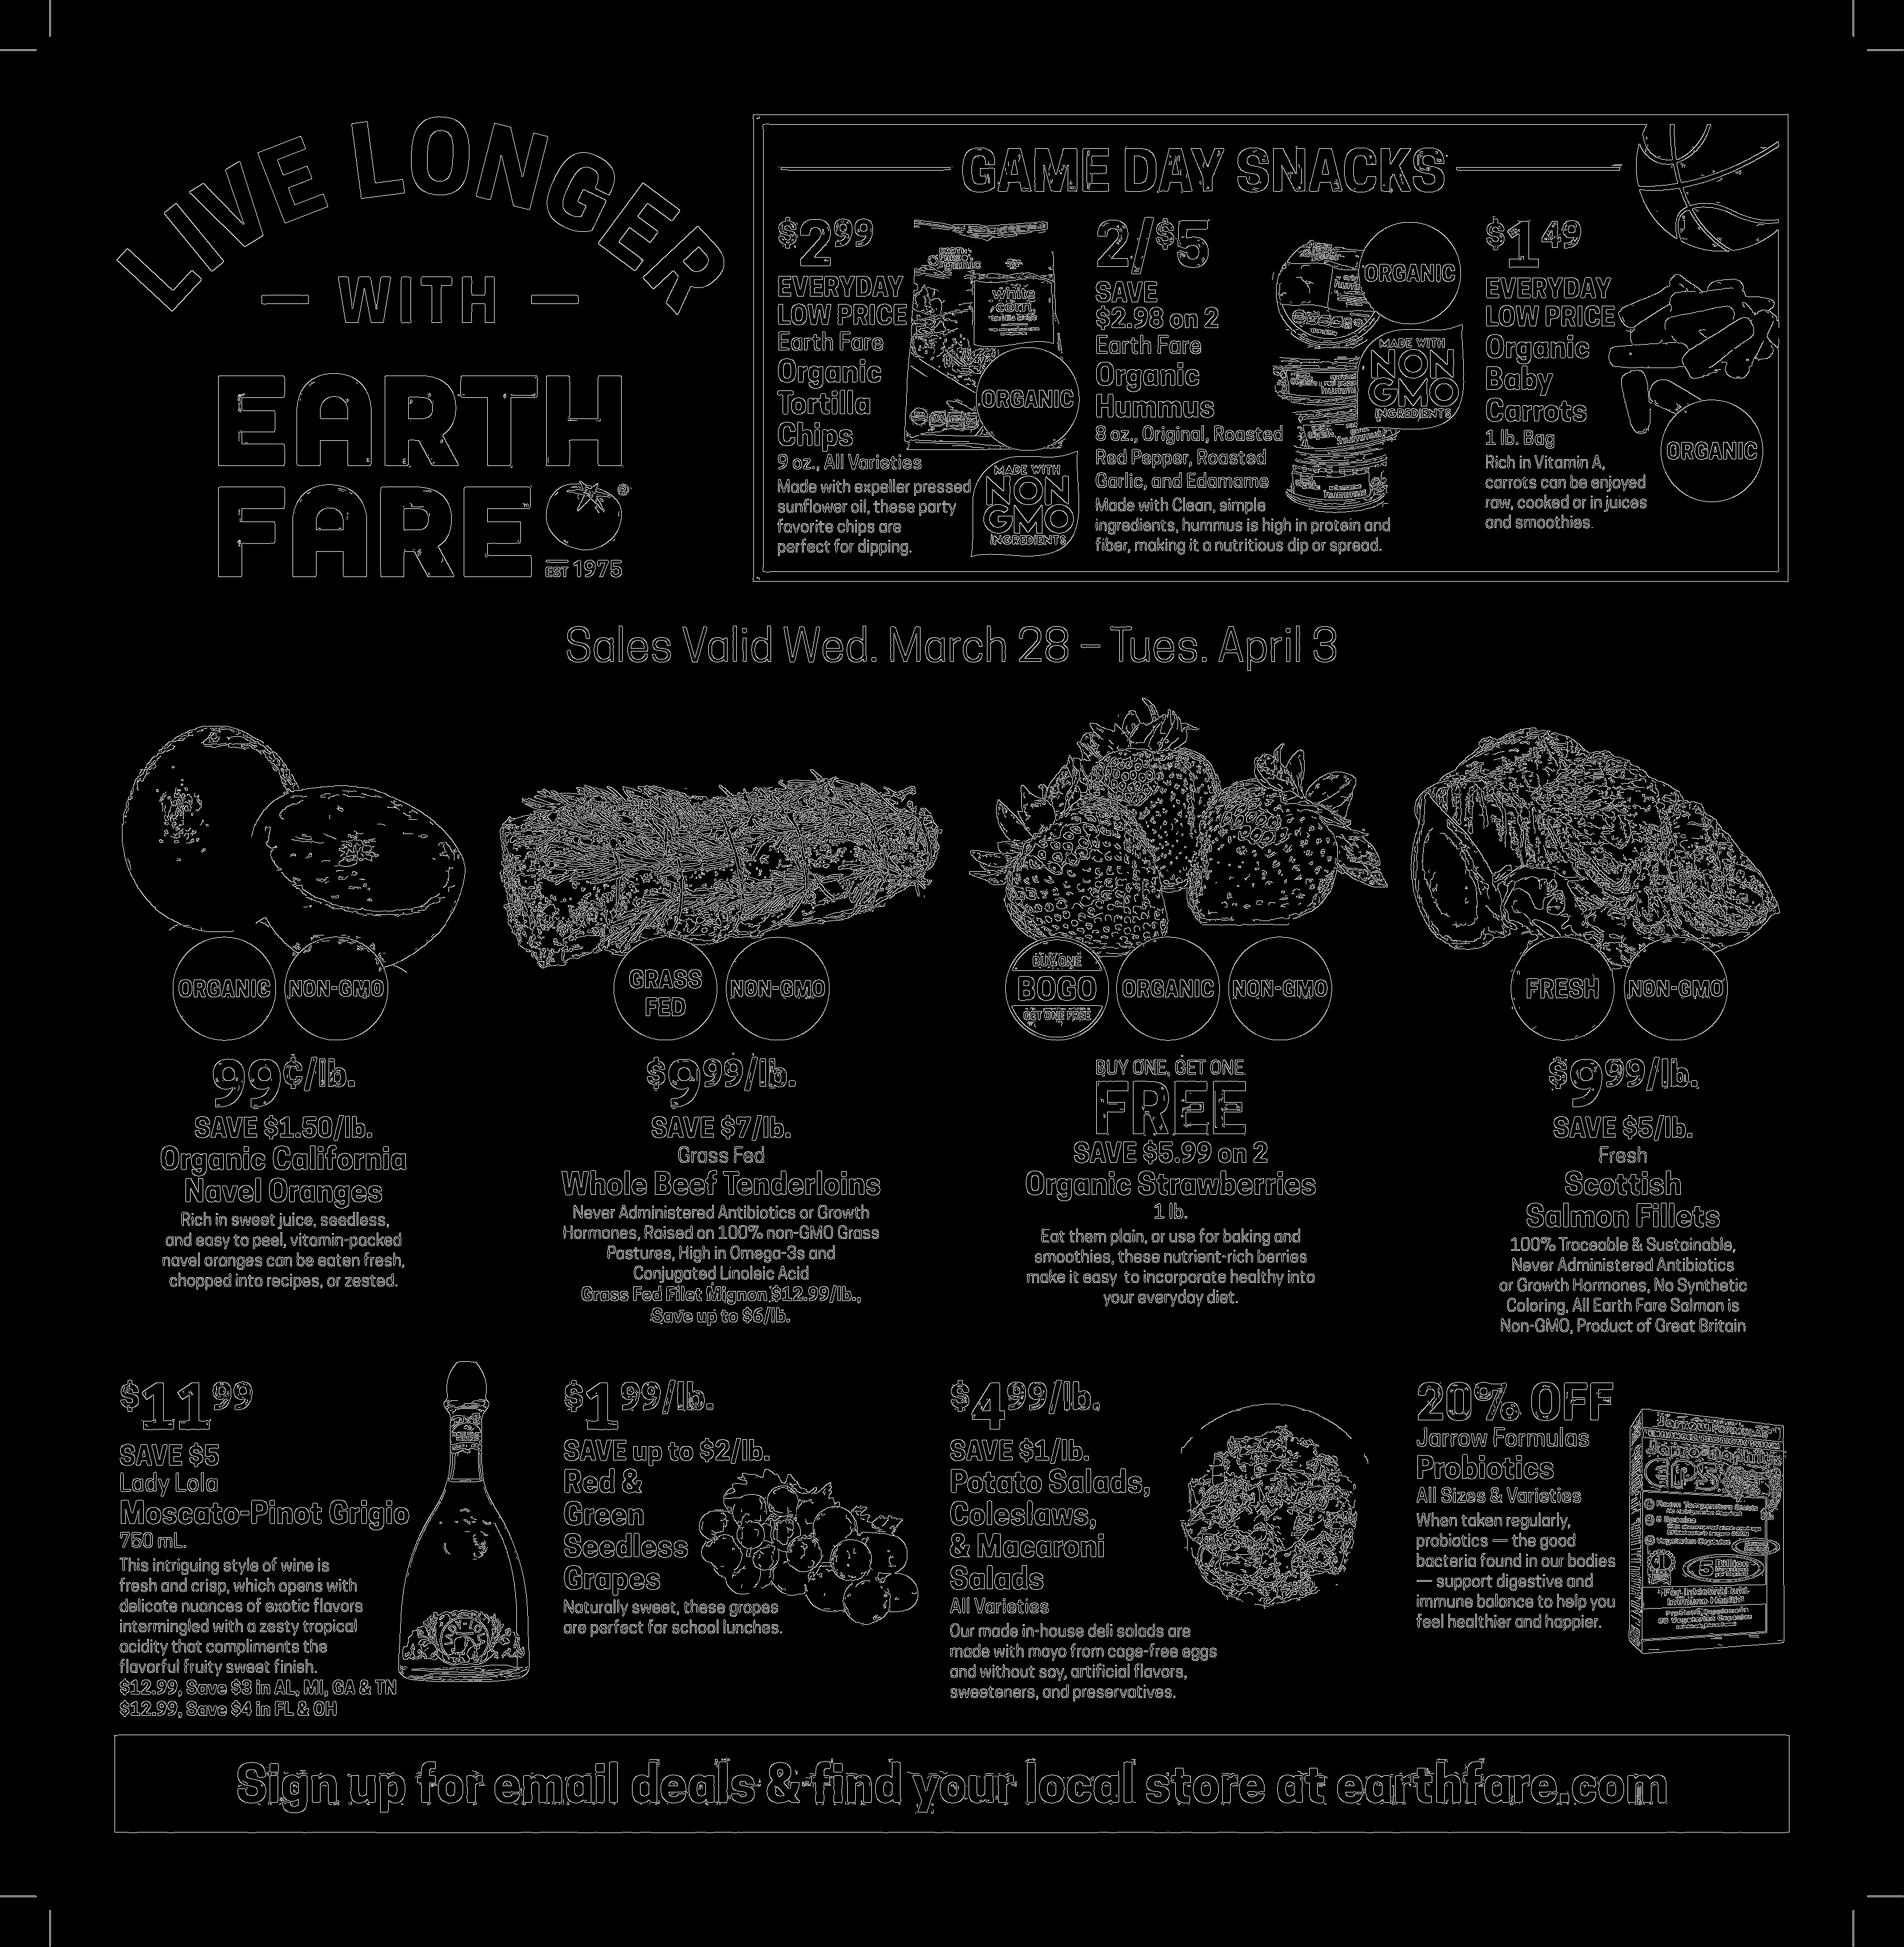 LIVE LONGER
— WITH —
EARTH
FARE®
EST 1975
GAME DAY SNACKS
$2.99
EVERYDAY
LOW PRICE
Earth Fare
Organic
Tortilla
Chips
9 oz., All Varieties
Made with expeller pressed
sunflower oil, these party
favorite chips are
perfect for dipping.
white
corn
ORGANIC
MADE WITH
NON
GMO
INGREDIENTS
2/$5
SAVE
$2.98 on 2
Earth Fare
Organic
Hummus
8 oz., Original, Roasted
Red Pepper, Roasted
Garlic, and Edamame
Made with Clean, simple
ingredients, hummus is high in protein and
fiber, making it a nutritious dip or spread.
ORGANIC
MADE WITH
NON
GMO
INGREDIENTS
$1.49
EVERYDAY
LOW PRICE
Organic
Baby
Carrots
1 lb. Bag
Rich in Vitamin A,
carrots can be enjoyed
raw, cooked or in juices
and smoothies.
ORGANIC
Sales Valid Wed. March 28 – Tues. April 3
ORGANIC NON-GMO
99¢/lb.
SAVE $1.50/lb.
Organic California
Navel Oranges
Rich in sweet juice, seedless,
and easy to peel, vitamin-packed
navel oranges can be eaten fresh,
chopped into recipes, or zested.
GRASS
FED
NON-GMO
$9.99/lb.
SAVE $7/lb.
Grass Fed
Whole Beef Tenderloins
Never Administered Antibiotics or Growth
Hormones, Raised on 100% non-GMO Grass
Pastures, High in Omega-3s and
Conjugated Linoleic Acid
Grass Fed Filet Mignon $12.99/lb.,
Save up to $6/lb.
BUY ONE
BOGO
GET ONE FREE
ORGANIC NON-GMO
BUY ONE, GET ONE
FREE
SAVE $5.99 on 2
Organic Strawberries
1 lb.
Eat them plain, or use for baking and
smoothies, these nutrient-rich berries
make it easy to incorporate healthy into
your everyday diet.
FRESH NON-GMO
$9.99/lb.
SAVE $5/lb.
Fresh
Scottish
Salmon Fillets
100% Traceable & Sustainable,
Never Administered Antibiotics
or Growth Hormones, No Synthetic
Coloring, All Earth Fare Salmon is
Non-GMO, Product of Great Britain
$11.99
SAVE $5
Lady Lola
Moscato-Pinot Grigio
750 mL.
This intriguing style of wine is
fresh and crisp, which opens with
delicate nuances of exotic flavors
intermingled with a zesty tropical
acidity that compliments the
flavorful fruity sweet finish.
$12.99, Save $3 in AL, MI, GA & TN
$12.99, Save $4 in FL & OH
$1.99/lb.
SAVE up to $2/lb.
Red &
Green
Seedless
Grapes
Naturally sweet, these grapes
are perfect for school lunches.
$4.99/lb.
SAVE $1/lb.
Potato Salads,
Coleslaws,
& Macaroni
Salads
All Varieties
Our made in-house deli salads are
made with mayo from cage-free eggs
and without soy, artificial flavors,
sweeteners, and preservatives.
20% OFF
Jarrow Formulas
Probiotics
All Sizes & Varieties
When taken regularly,
probiotics — the good
bacteria found in our bodies
— support digestive and
immune balance to help you
feel healthier and happier.
EPS
5 Billion
Sign up for email deals & find your local store at earthfare.com